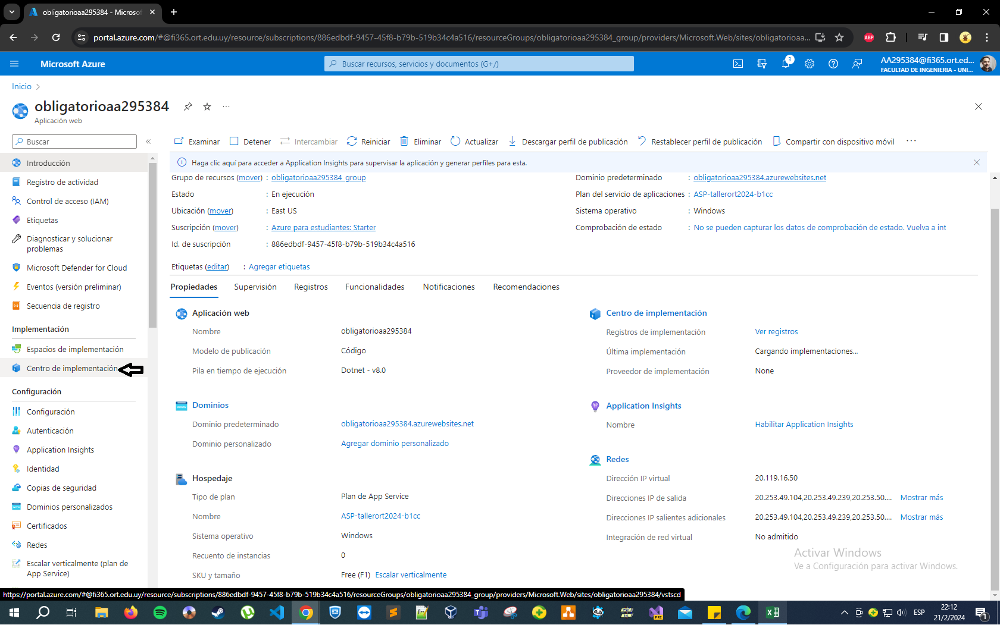 obligatorioaa295384 - Microsof
portal.azure.com/#@fi365.ort.edu.uy/resource/subscriptions/886edbdf-9457-45f8-b79b-519b34c4a516/resourceGroups/obligatorioaa295384_group/providers/Microsoft.Web/sites/obligatorioaa...
ABP
Microsoft Azure
Buscar recursos, servicios y documentos (G+/)
3
AA295384@fi365.ort.ed...
FACULTAD DE INGENIERIA - UNI...
Inicio
obligatorioaa295384
Aplicación web
Buscar
Examinar
Detener
Intercambiar
Reiniciar
Eliminar
Actualizar
Descargar perfil de publicación
Restablecer perfil de publicación
Compartir con dispositivo móvil
Haga clic aquí para acceder a Application Insights para supervisar la aplicación y generar perfiles para esta.
Introducción
Registro de actividad
Control de acceso (IAM)
Etiquetas
Diagnosticar y solucionar
problemas
Microsoft Defender for Cloud
Eventos (versión preliminar)
Secuencia de registro
Implementación
Espacios de implementación
Centro de implementación
Configuración
Configuración
Autenticación
Application Insights
Identidad
Copias de seguridad
Dominios personalizados
Certificados
Redes
Escalar verticalmente (plan de
App Service)
Grupo de recursos (mover) : obligatorioaa295384_group
Estado : En ejecución
Ubicación (mover) : East US
Suscripción (mover) : Azure para estudiantes: Starter
Id. de suscripción : 886edbdf-9457-45f8-b79b-519b34c4a516
Dominio predeterminado : obligatorioaa295384.azurewebsites.net
Plan del servicio de aplicaciones : ASP-tallerort2024-b1cc
Sistema operativo : Windows
Comprobación de estado : No se pueden capturar los datos de comprobación de estado. Vuelva a int
Etiquetas (editar) : Agregar etiquetas
Propiedades
Supervisión
Registros
Funcionalidades
Notificaciones
Recomendaciones
Aplicación web
Nombre obligatorioaa295384
Modelo de publicación Código
Pila en tiempo de ejecución Dotnet - v8.0
Dominios
Dominio predeterminado obligatorioaa295384.azurewebsites.net
Dominio personalizado Agregar dominio personalizado
Hospedaje
Tipo de plan Plan de App Service
Nombre ASP-tallerort2024-b1cc
Sistema operativo Windows
Recuento de instancias 0
SKU y tamaño Free (F1) Escalar verticalmente
Centro de implementación
Registros de implementación Ver registros
Última implementación Cargando implementaciones...
Proveedor de implementación None
Application Insights
Nombre Habilitar Application Insights
Redes
Dirección IP virtual 20.119.16.50
Direcciones IP de salida 20.253.49.104,20.253.49.239,20.253.50.... Mostrar más
Direcciones IP salientes adicionales 20.253.49.104,20.253.49.239,20.253.50.... Mostrar más
Integración de red virtual No admitido
Activar Windows
Ve a Configuración para activar Windows.
https://portal.azure.com/#@fi365.ort.edu.uy/resource/subscriptions/886edbdf-9457-45f8-b79b-519b34c4a516/resourceGroups/obligatorioaa295384_group/providers/Microsoft.Web/sites/obligatorioaa295384/vstscd
PRE
ESP
22:12
21/2/2024
1